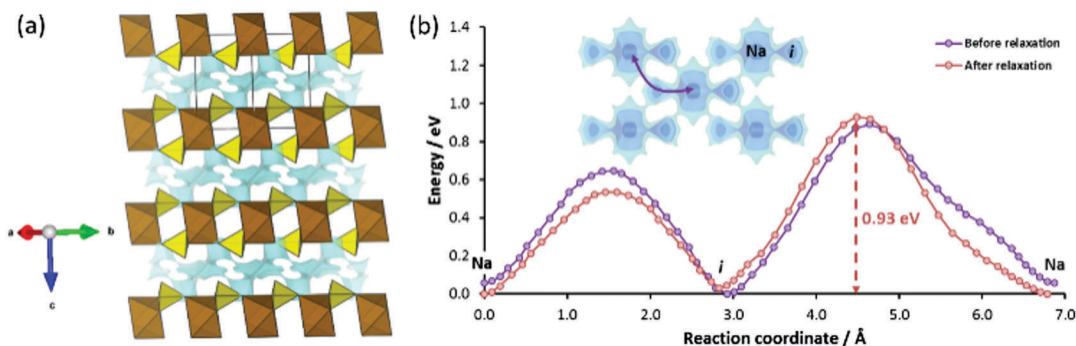 (a)
a
b
c
(b)
Energy / eV
1.4
1.2
1.0
0.8
0.6
0.4
0.2
0.0
Na
i
Before relaxation
After relaxation
0.93 eV
Na
i
Na
0.0
1.0
2.0
3.0
4.0
5.0
6.0
7.0
Reaction coordinate / Å